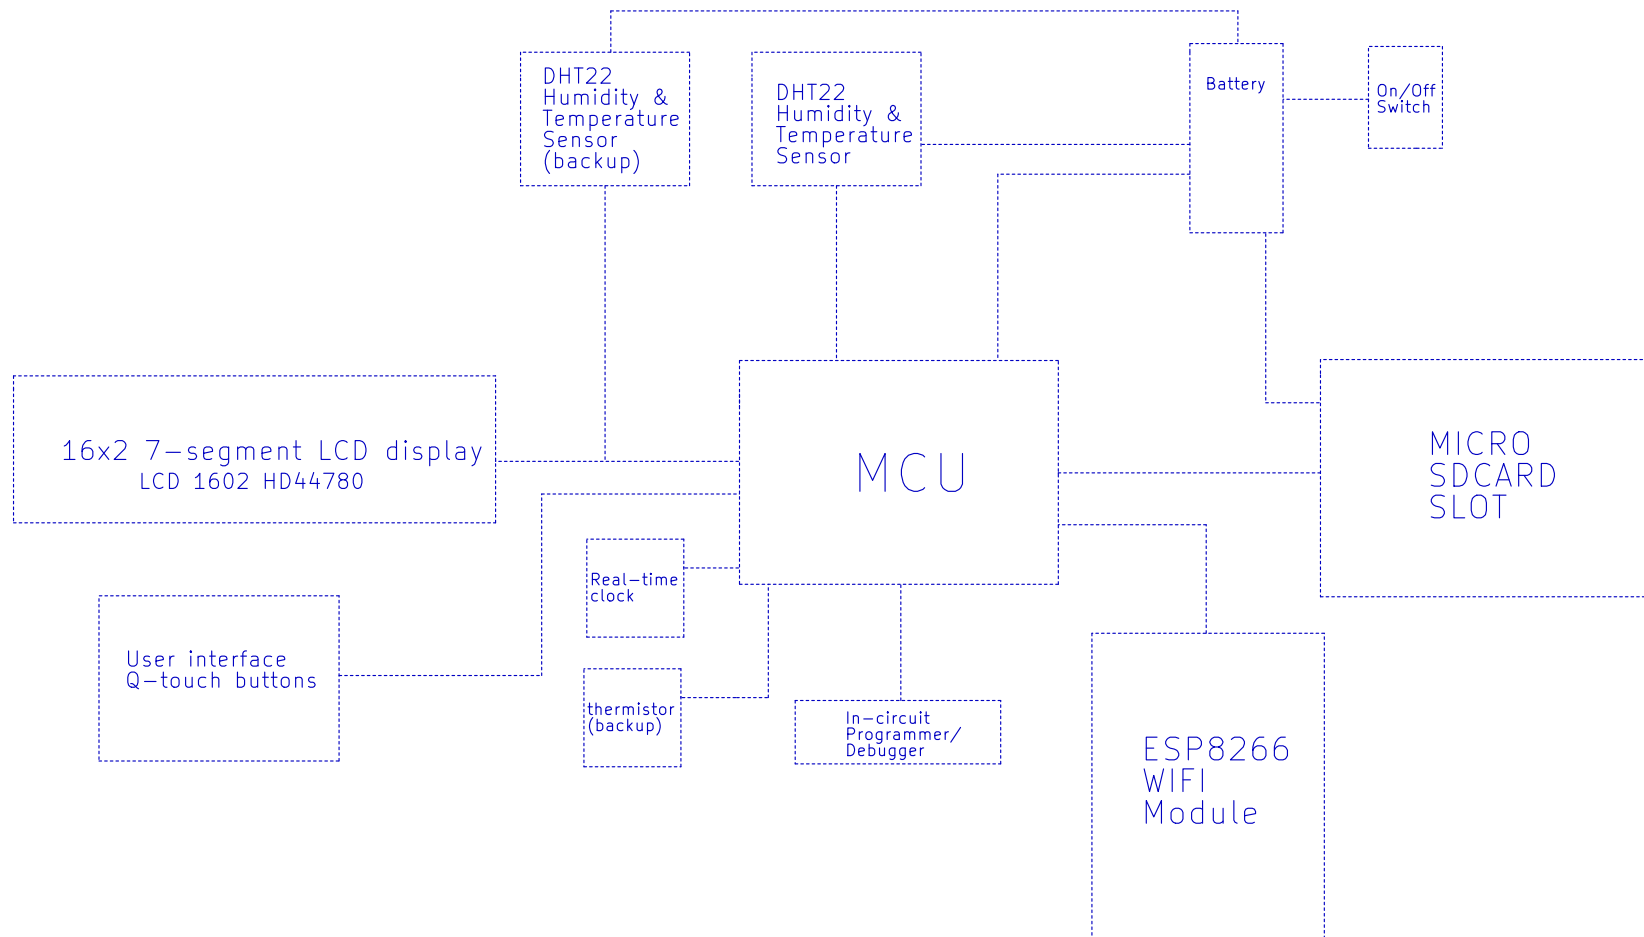 DHT22
Humidity &
Temperature
Sensor
(backup)
DHT22
Humidity &
Temperature
Sensor
Battery
On/Off
Switch
16x2 7-segment LCD display
LCD 1602 HD44780
MCU
MICRO
SDCARD
SLOT
Real-time
clock
User interface
Q-touch buttons
thermistor
(backup)
In-circuit
Programmer/
Debugger
ESP8266
WIFI
Module